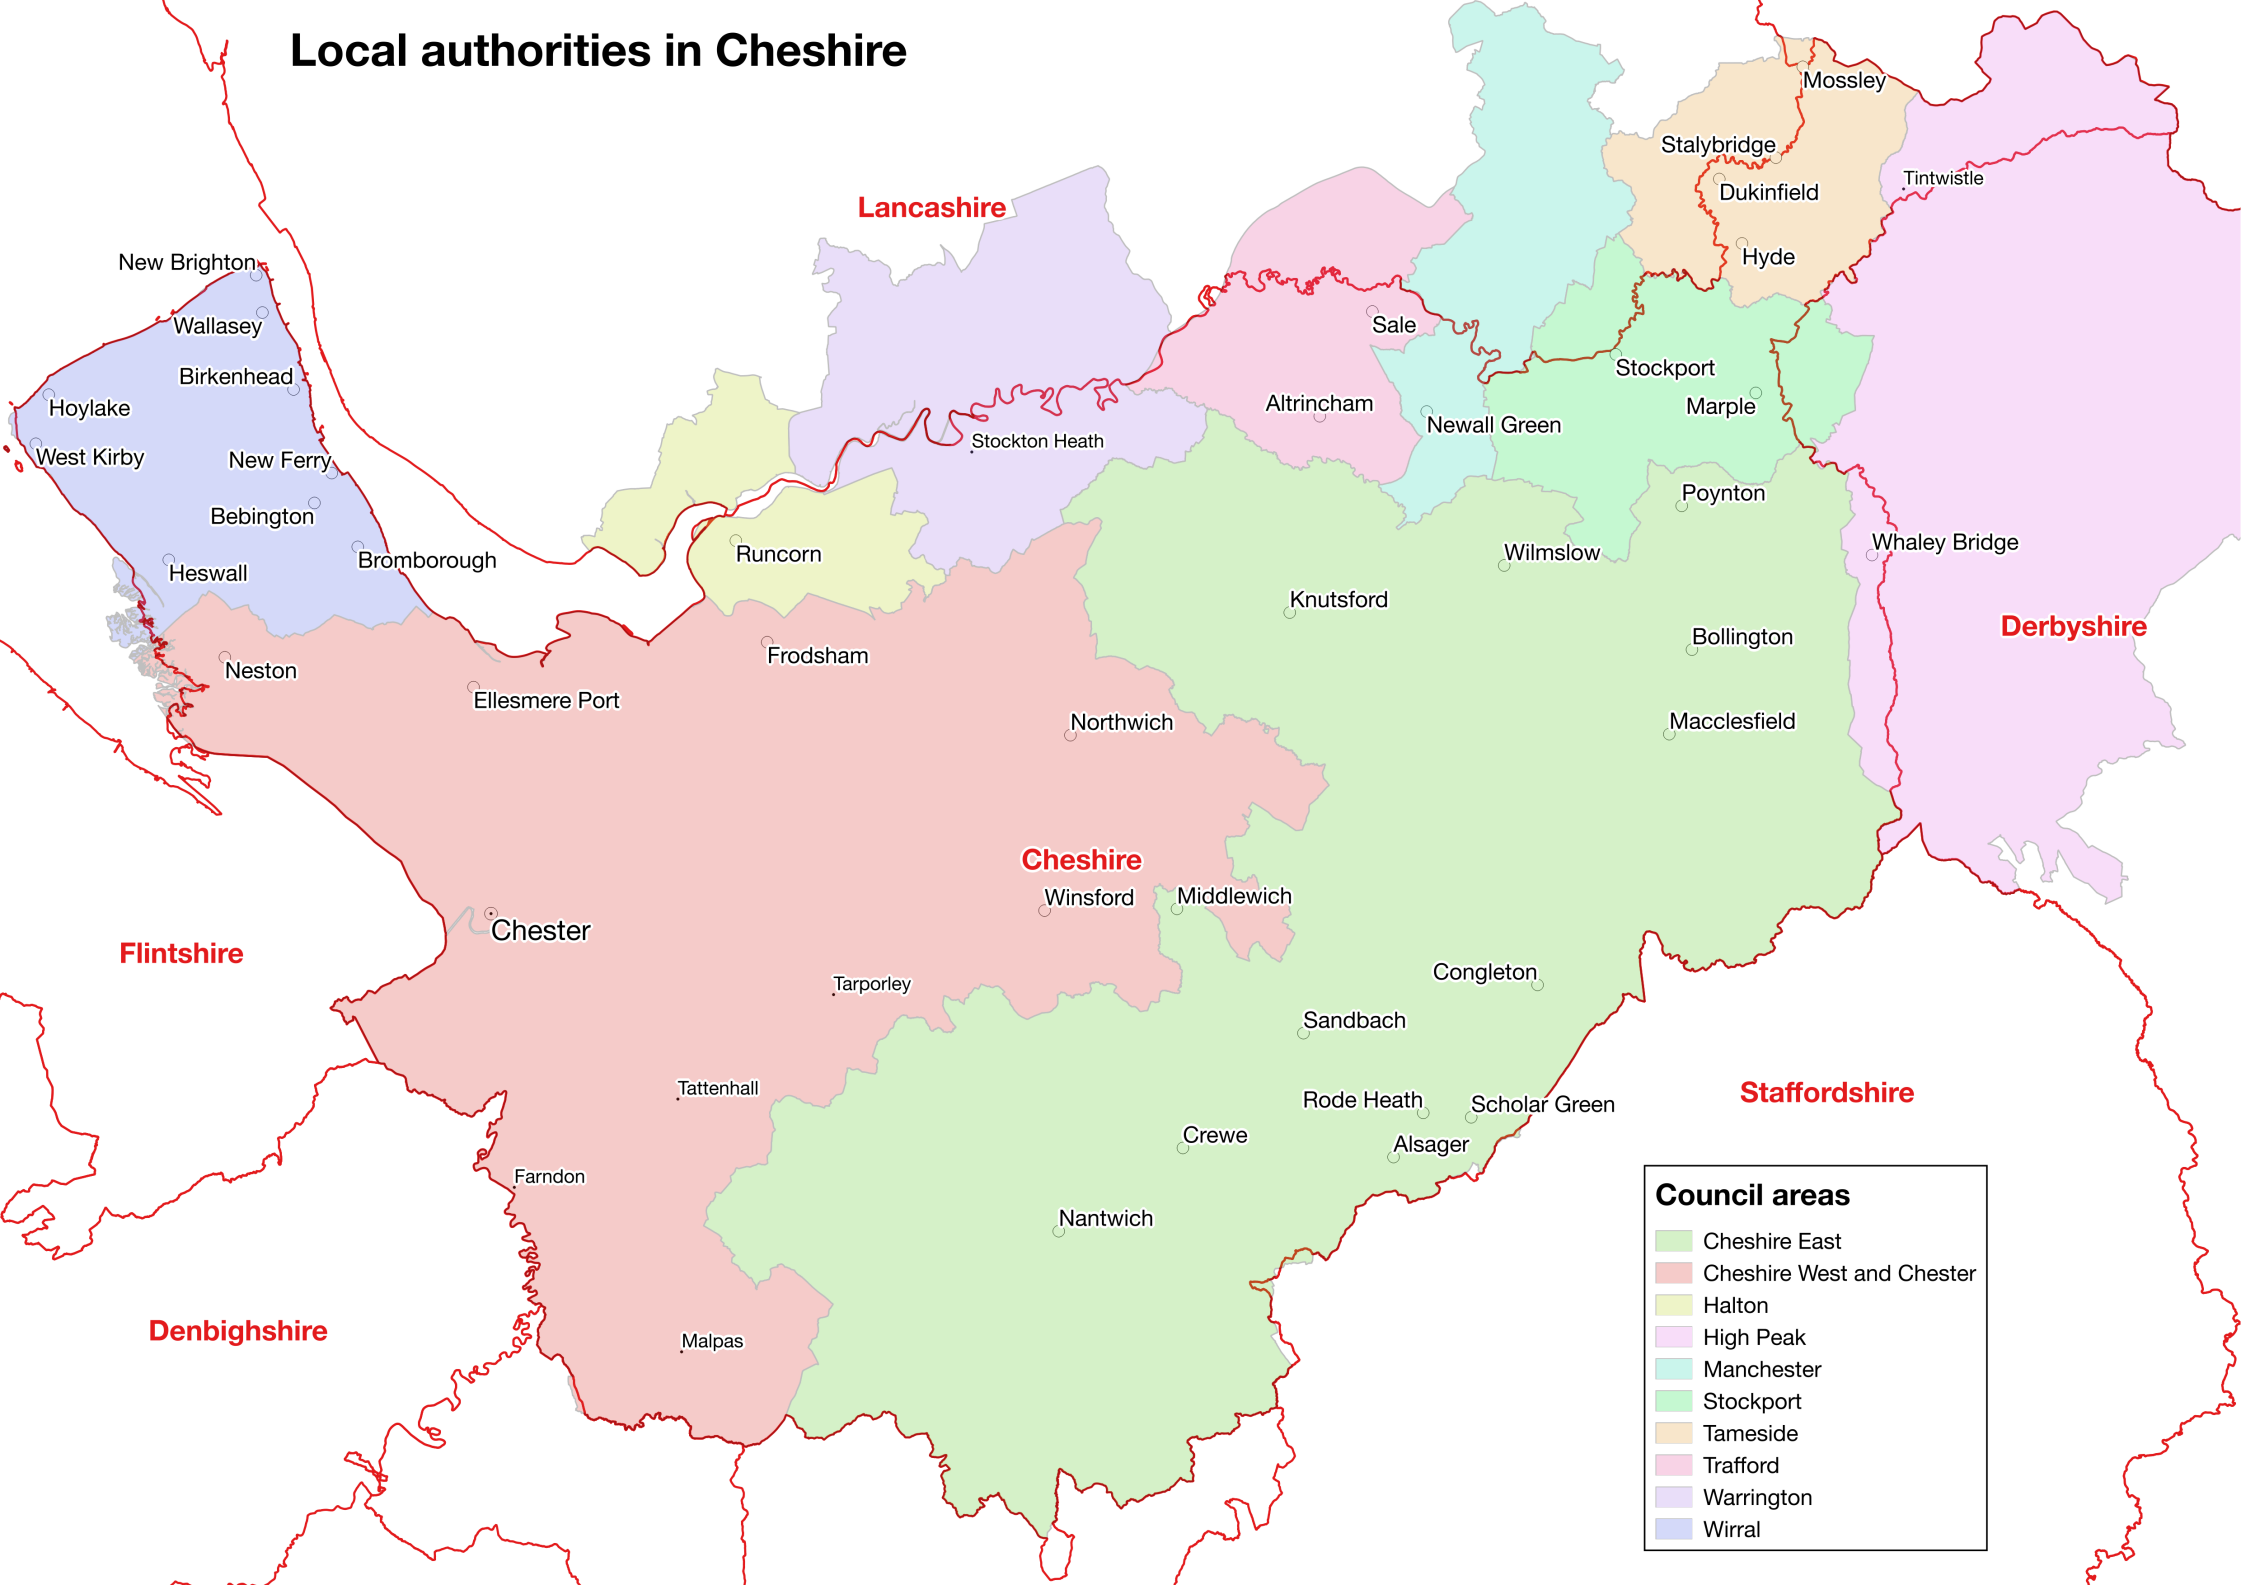 Local authorities in Cheshire
Mossley
Stalybridge
Tintwistle
Dukinfield
Lancashire
Hyde
New Brighton
Wallasey
Sale
Stockport
Birkenhead
Altrincham
Marple
Hoylake
Newall Green
Stockton Heath
West Kirby
New Ferry
Poynton
Bebington
Whaley Bridge
Runcorn
Wilmslow
Bromborough
Heswall
Knutsford
Derbyshire
Bollington
Frodsham
Neston
Ellesmere Port
Northwich
Macclesfield
Cheshire
Winsford
Middlewich
Chester
Flintshire
Congleton
Tarporley
Sandbach
Tattenhall
Staffordshire
Rode Heath
Scholar Green
Crewe
Alsager
Farndon
Nantwich
Denbighshire
Malpas
Council areas
Cheshire East
Cheshire West and Chester
Halton
High Peak
Manchester
Stockport
Tameside
Trafford
Warrington
Wirral